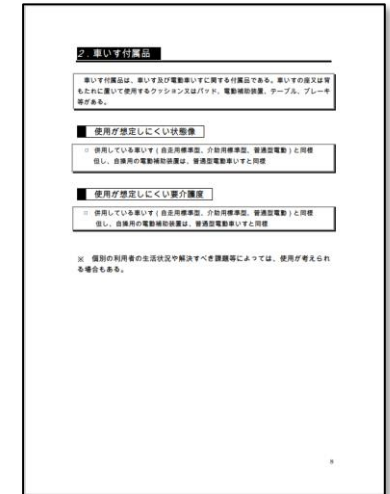 2．車いす付属品
車いす付属品は、車いす及び電動車いすに関する付属品である。車いすの座又は背
もたれに置いて使用するクッション又はパッド、電動補助装置、テーブル、ブレーキ
等がある。
使用が想定しにくい状態像
併用している車いす（自走用標準型、介助用標準型、普通型電動）と同様
但し、自操用の電動補助装置は、普通型電動車いすと同様
使用が想定しにくい要介護度
併用している車いす（自走用標準型、介助用標準型、普通型電動）と同様
但し、自操用の電動補助装置は、普通型電動車いすと同様
※　個別の利用者の生活状況や解決すべき課題等によっては、使用が考えられ
る場合もある。